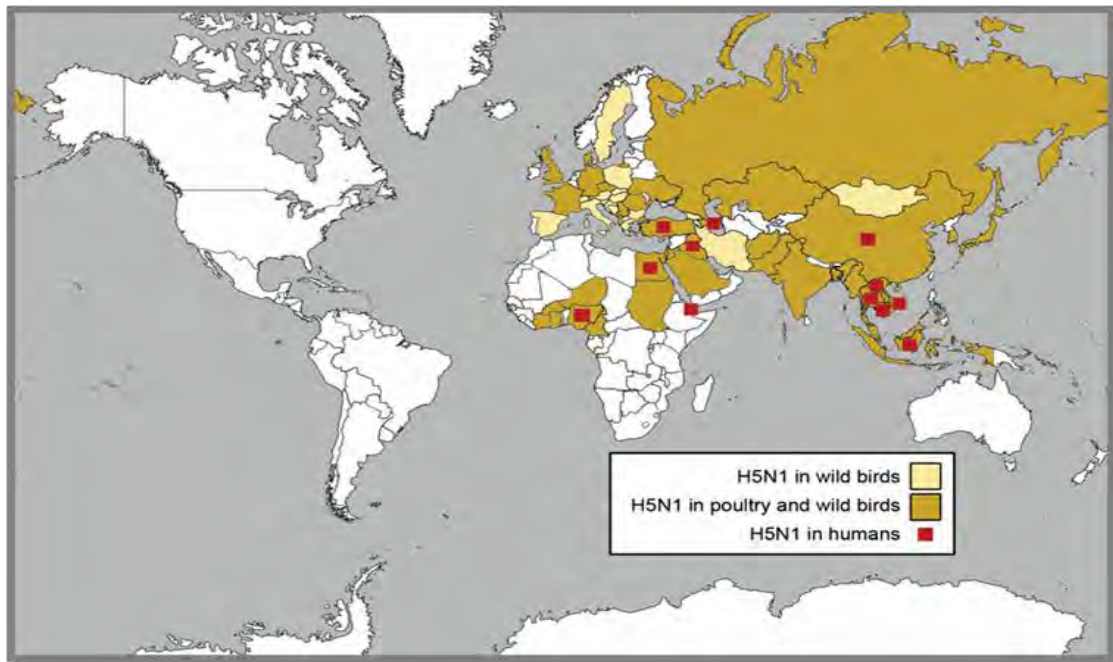 H5N1 in wild birds
H5N1 in poultry and wild birds
H5N1 in humans